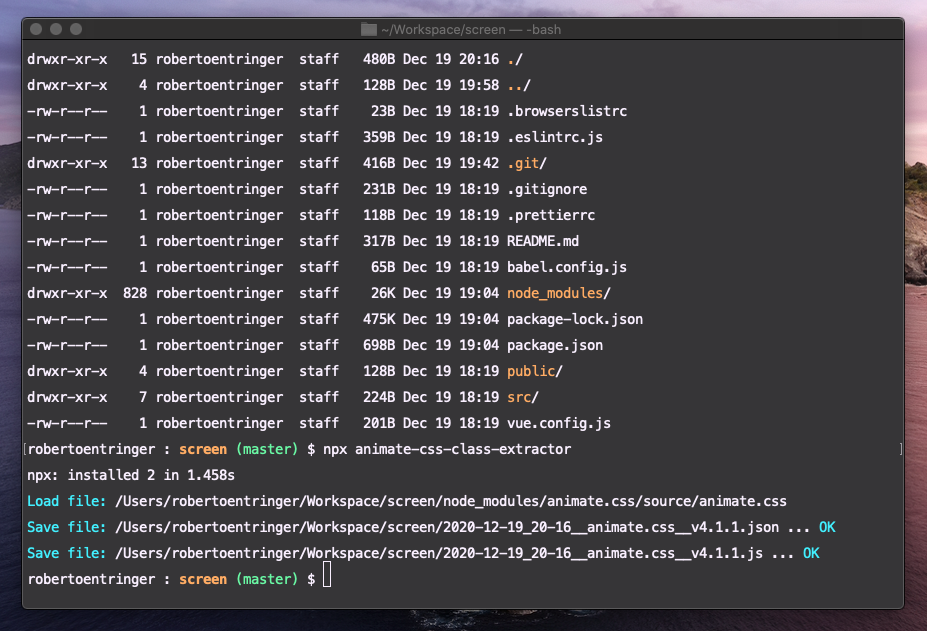 ~/Workspace/screen — -bash
drwxr-xr-x   15 robertoentringer  staff   480B Dec 19 20:16 ./
drwxr-xr-x    4 robertoentringer  staff   128B Dec 19 19:58 ../
-rw-r--r--    1 robertoentringer  staff    23B Dec 19 18:19 .browserslistrc
-rw-r--r--    1 robertoentringer  staff   359B Dec 19 18:19 .eslintrc.js
drwxr-xr-x   13 robertoentringer  staff   416B Dec 19 19:42 .git/
-rw-r--r--    1 robertoentringer  staff   231B Dec 19 18:19 .gitignore
-rw-r--r--    1 robertoentringer  staff   118B Dec 19 18:19 .prettierrc
-rw-r--r--    1 robertoentringer  staff   317B Dec 19 18:19 README.md
-rw-r--r--    1 robertoentringer  staff    65B Dec 19 18:19 babel.config.js
drwxr-xr-x  828 robertoentringer  staff    26K Dec 19 19:04 node_modules/
-rw-r--r--    1 robertoentringer  staff   475K Dec 19 19:04 package-lock.json
-rw-r--r--    1 robertoentringer  staff   698B Dec 19 19:04 package.json
drwxr-xr-x    4 robertoentringer  staff   128B Dec 19 18:19 public/
drwxr-xr-x    7 robertoentringer  staff   224B Dec 19 18:19 src/
-rw-r--r--    1 robertoentringer  staff   201B Dec 19 18:19 vue.config.js
[robertoentringer : screen (master) $ npx animate-css-class-extractor ]
npx: installed 2 in 1.458s
Load file: /Users/robertoentringer/Workspace/screen/node_modules/animate.css/source/animate.css
Save file: /Users/robertoentringer/Workspace/screen/2020-12-19_20-16__animate.css__v4.1.1.json ... OK
Save file: /Users/robertoentringer/Workspace/screen/2020-12-19_20-16__animate.css__v4.1.1.js ... OK
robertoentringer : screen (master) $